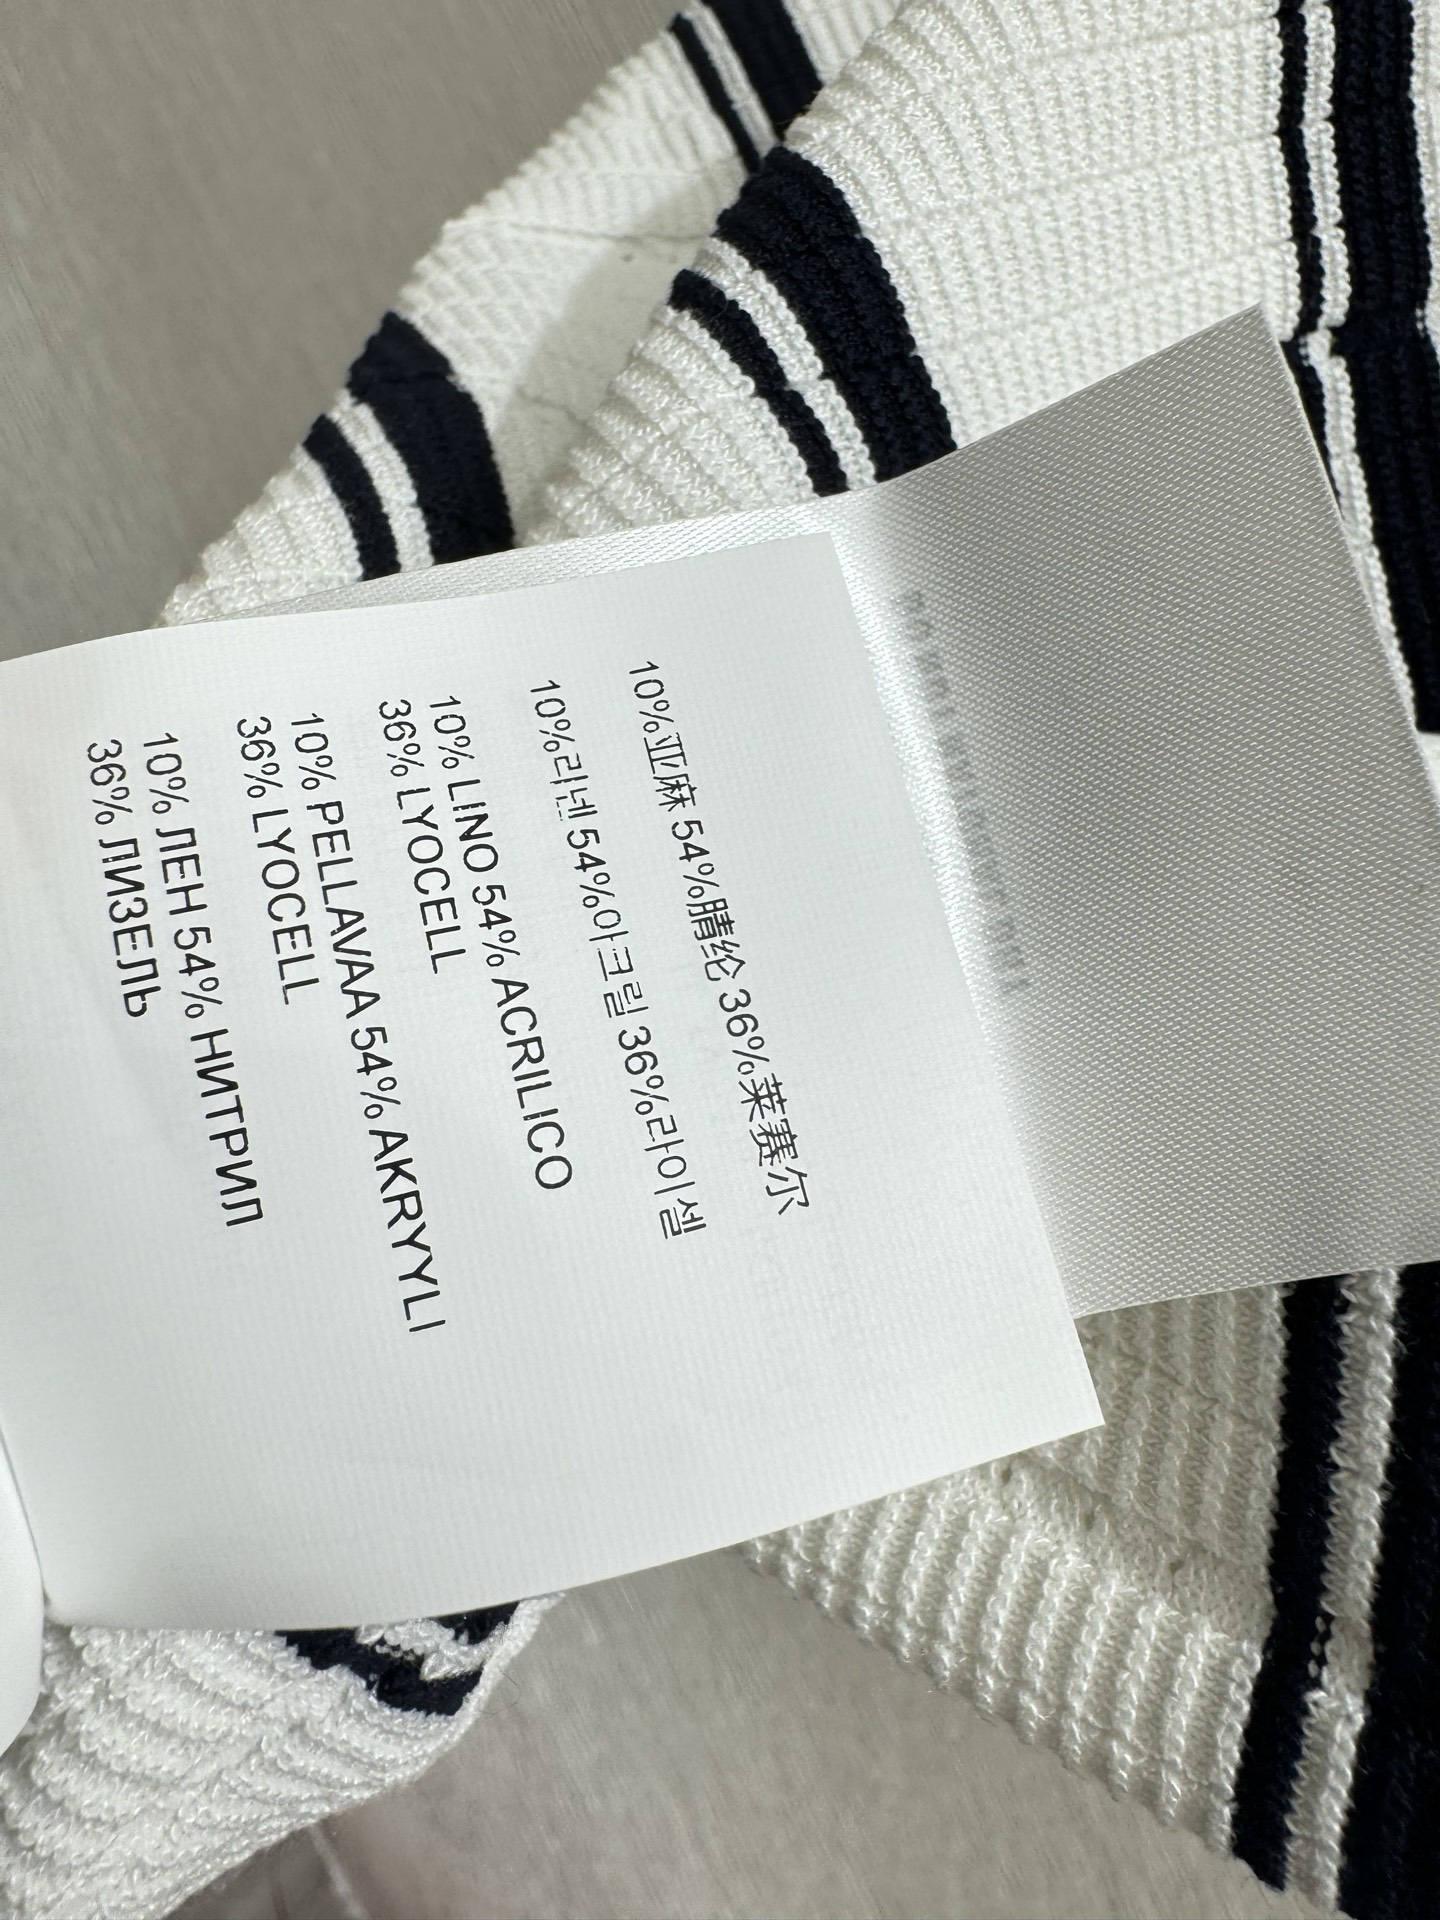 10%亚麻 54%腈纶 36%莱赛尔
10%리넨 54%아크릴 36%라이셀
10% LINO 54% ACRILICO
36% LYOCELL
10% PELLAVAA 54% AKRYYLI
36% LYOCELL
10% ЛЕН 54% НИТРИЛ
36% ЛИЗЕЛЬ